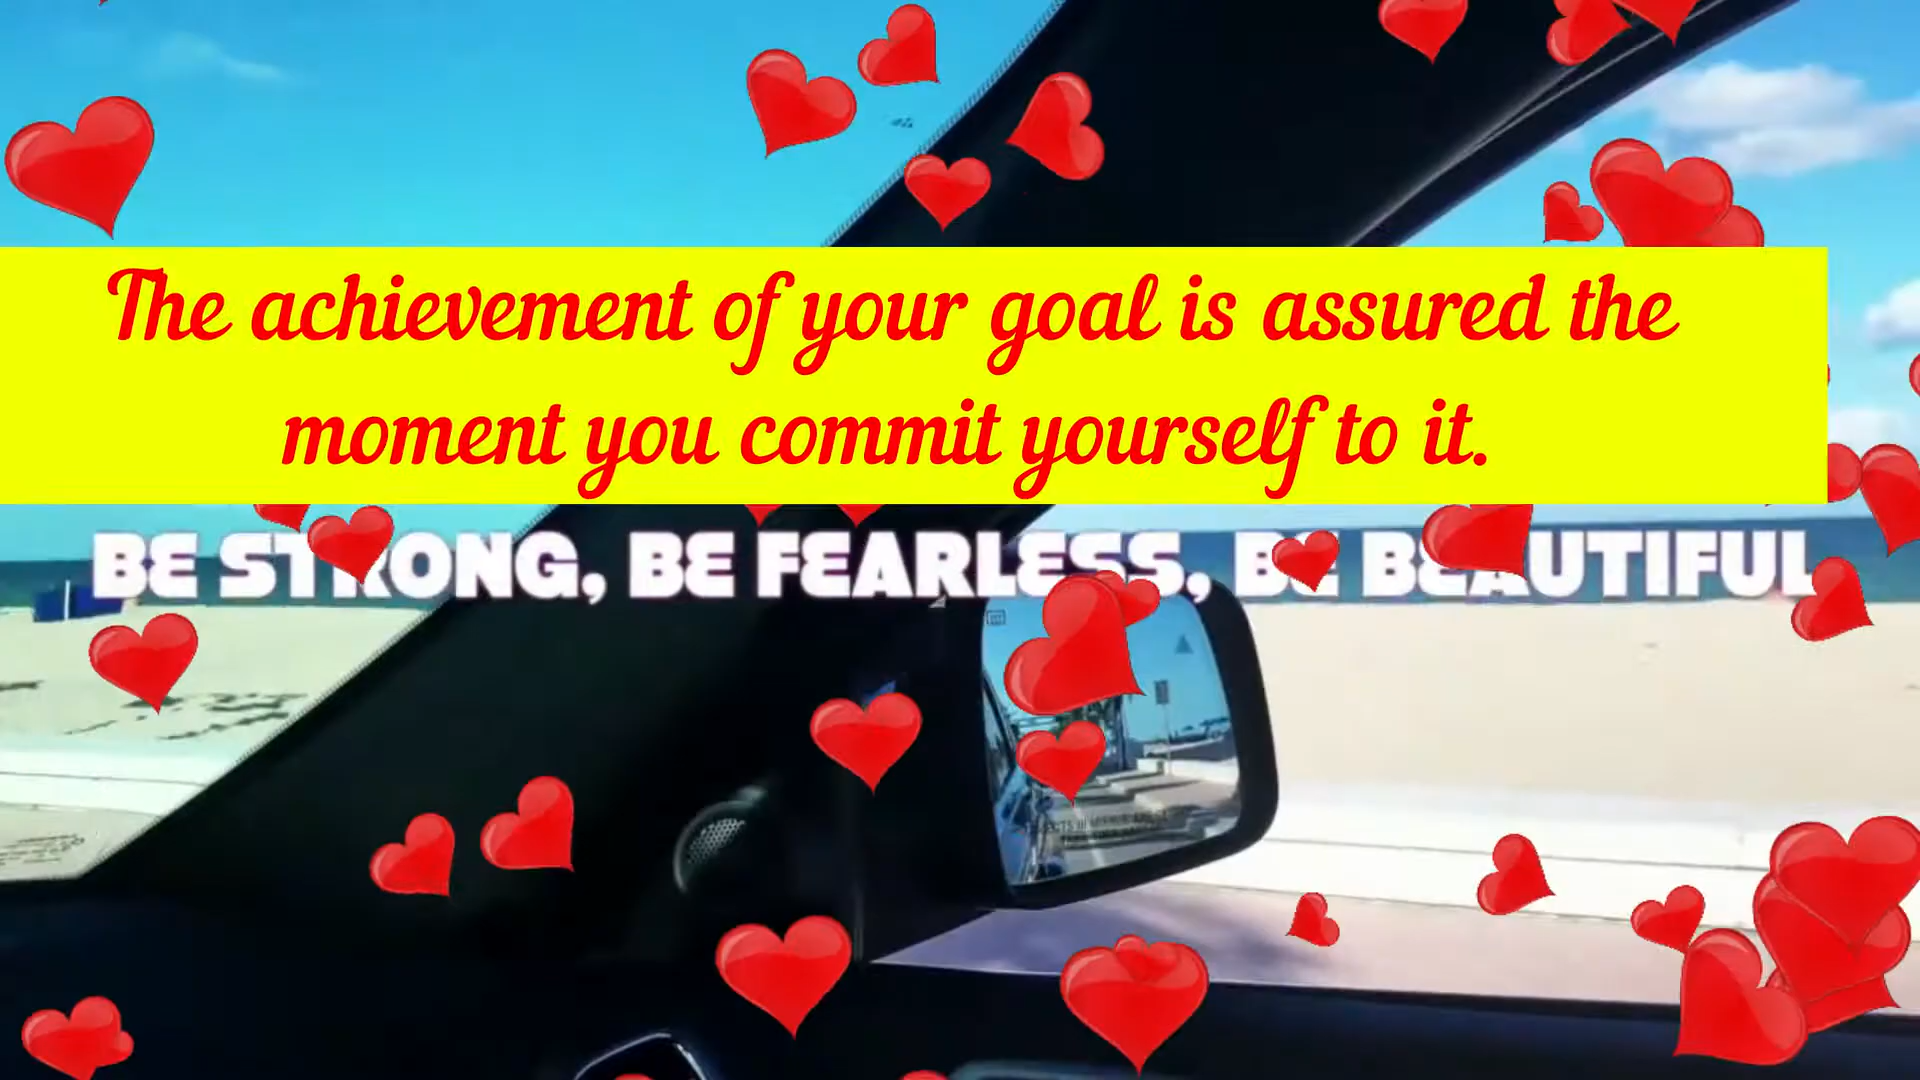 The achievement of your goal is assured the
moment you commit yourself to it.
BE STRONG, BE FEARLESS, BE BEAUTIFUL